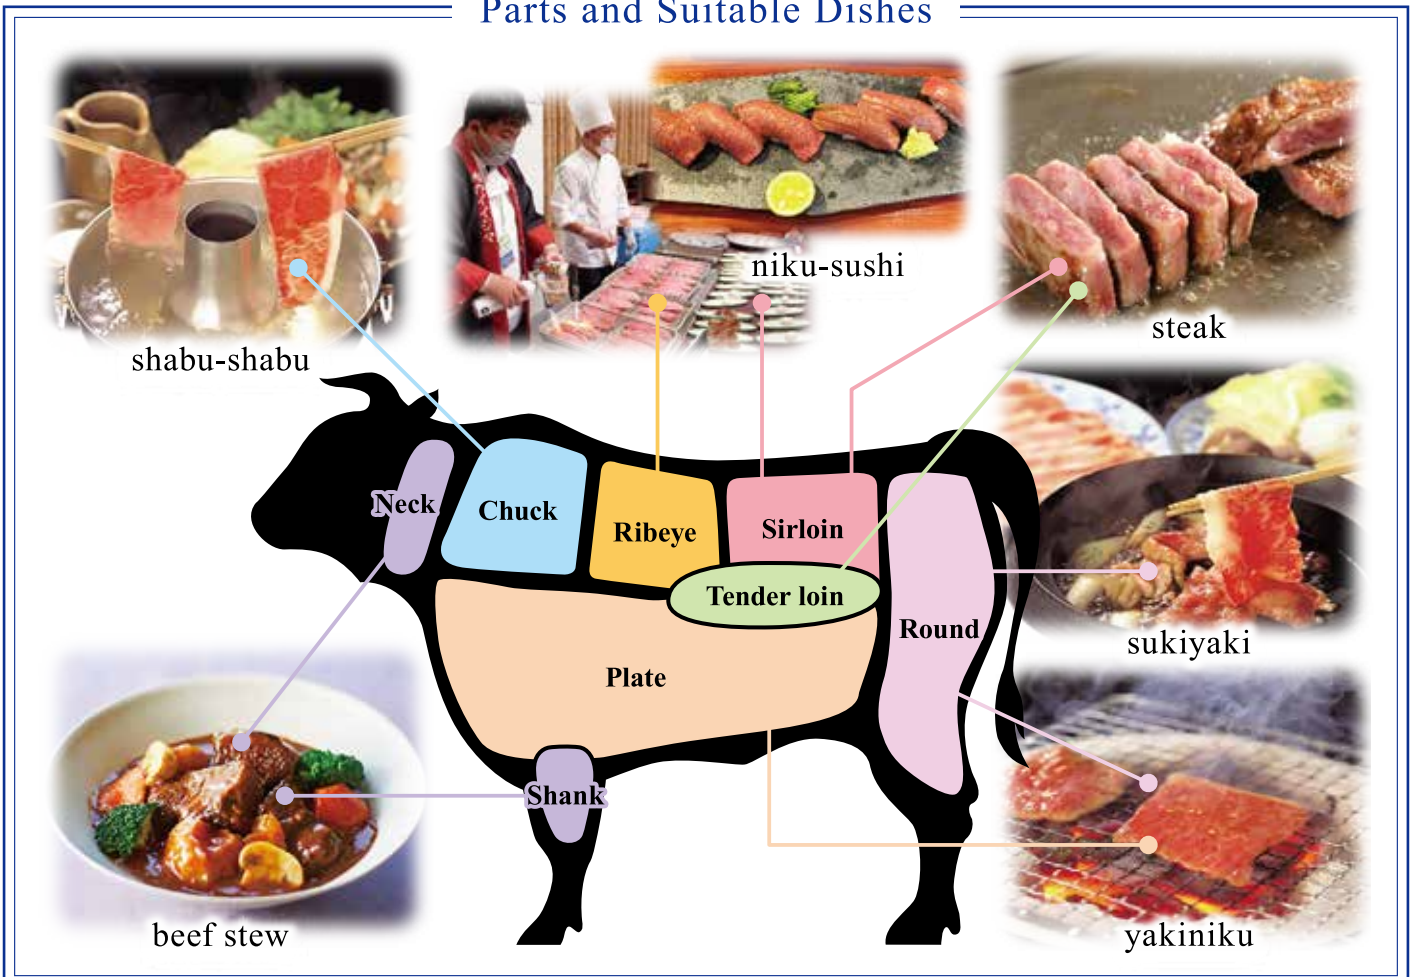 Parts and Suitable Dishes
niku-sushi
steak
shabu-shabu
Neck
Chuck
Ribeye
Sirloin
Tender loin
Round
Plate
sukiyaki
Shank
beef stew
yakiniku